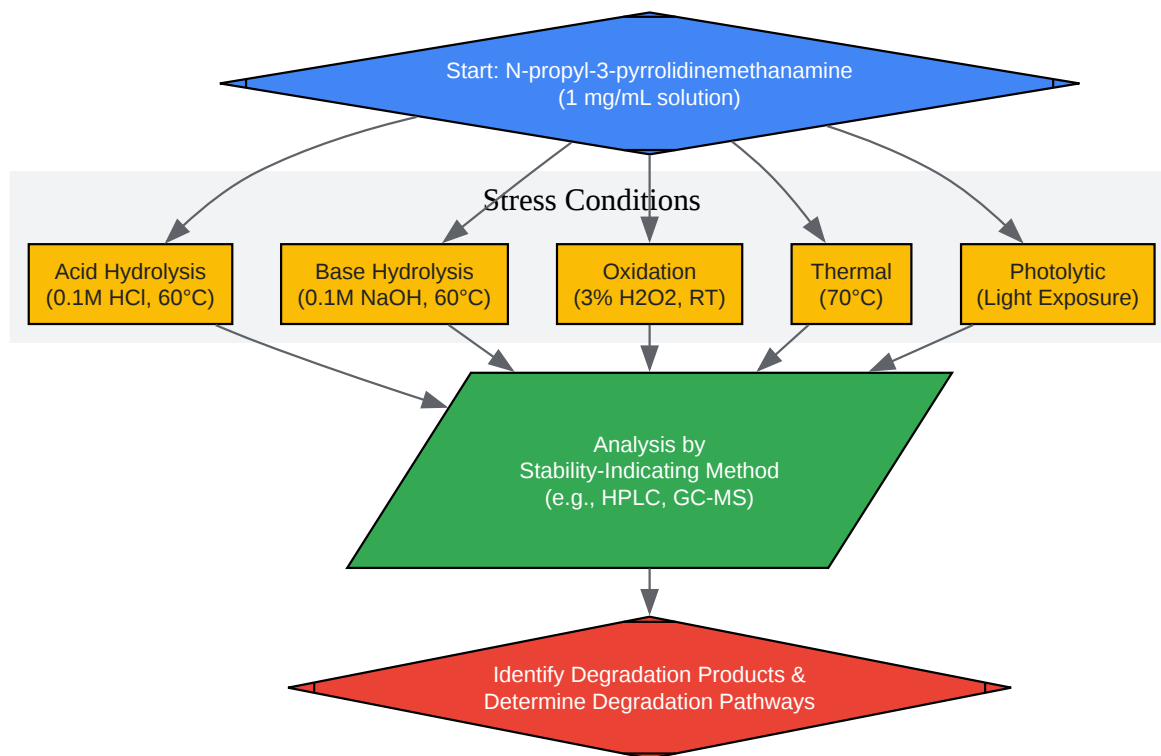 Start: N-propyl-3-pyrrolidinemethanamine
(1 mg/mL solution)
Stress Conditions
Acid Hydrolysis
(0.1M HCl, 60°C)
Base Hydrolysis
(0.1M NaOH, 60°C)
Oxidation
(3% H2O2, RT)
Thermal
(70°C)
Photolytic
(Light Exposure)
Analysis by
Stability-Indicating Method
(e.g., HPLC, GC-MS)
Identify Degradation Products &
Determine Degradation Pathways